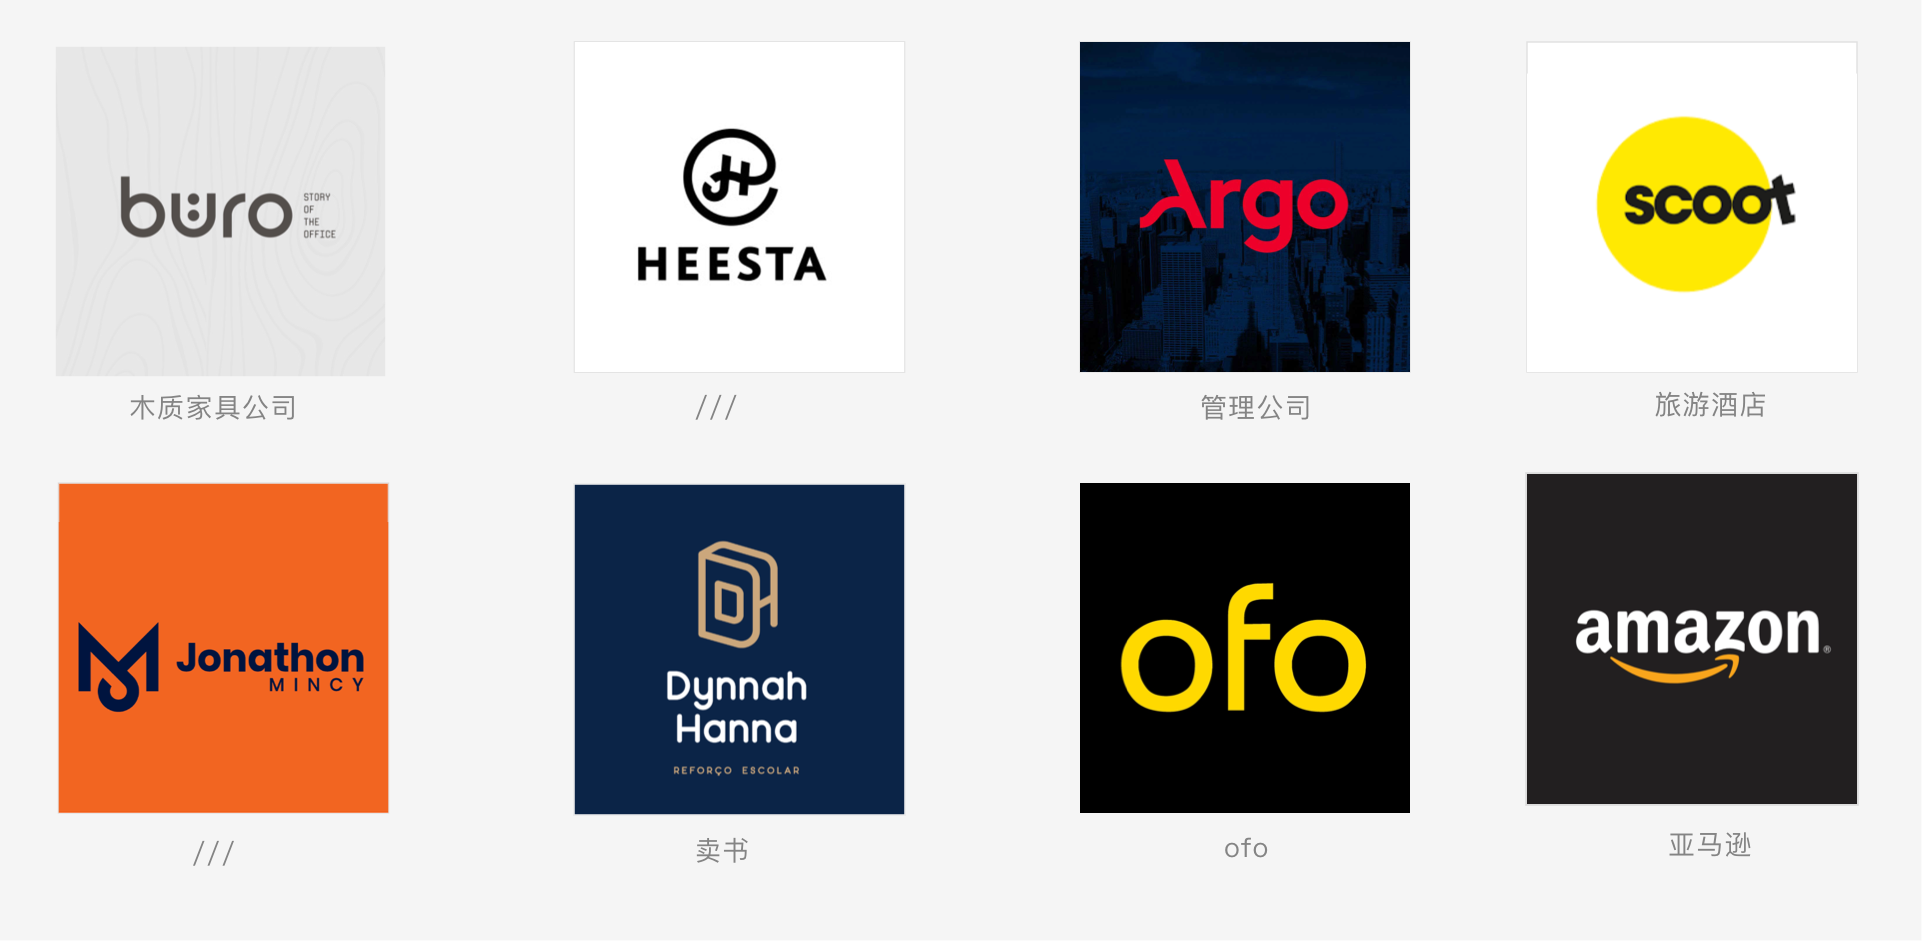 büro
STORY
OF
THE
OFFICE
木质家具公司
HEESTA
///
Argo
管理公司
scoot
旅游酒店
Jonathon
MINCY
///
Dynnah
Hanna
REFORÇO ESCOLAR
卖书
ofo
ofo
amazon®
亚马逊